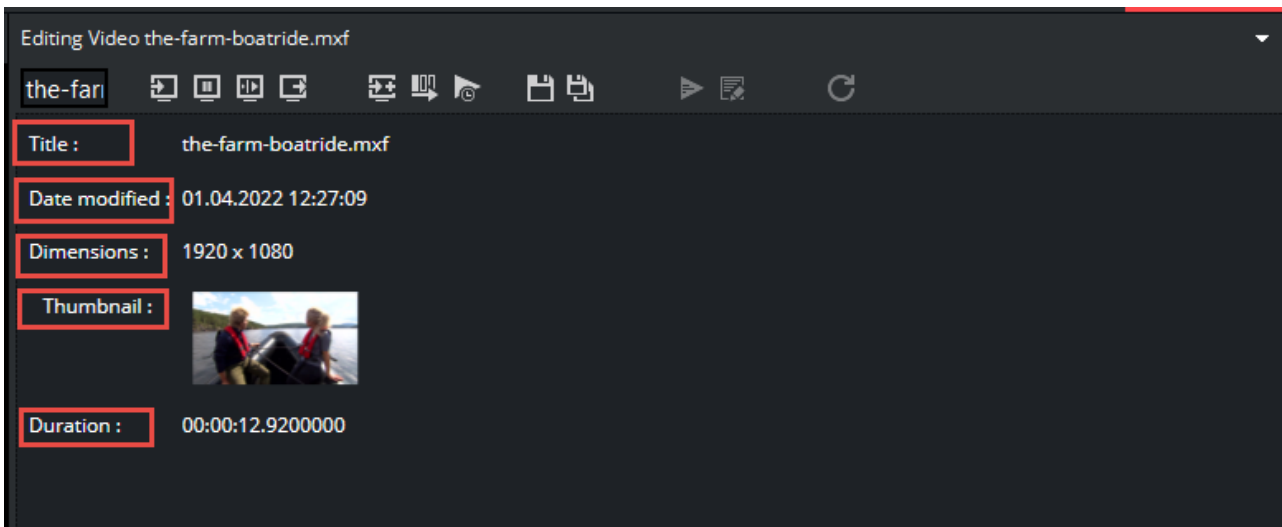 Editing Video the-farm-boatride.mxf
the-far
Title : the-farm-boatride.mxf
Date modified : 01.04.2022 12:27:09
Dimensions : 1920 x 1080
Thumbnail :
Duration : 00:00:12.9200000